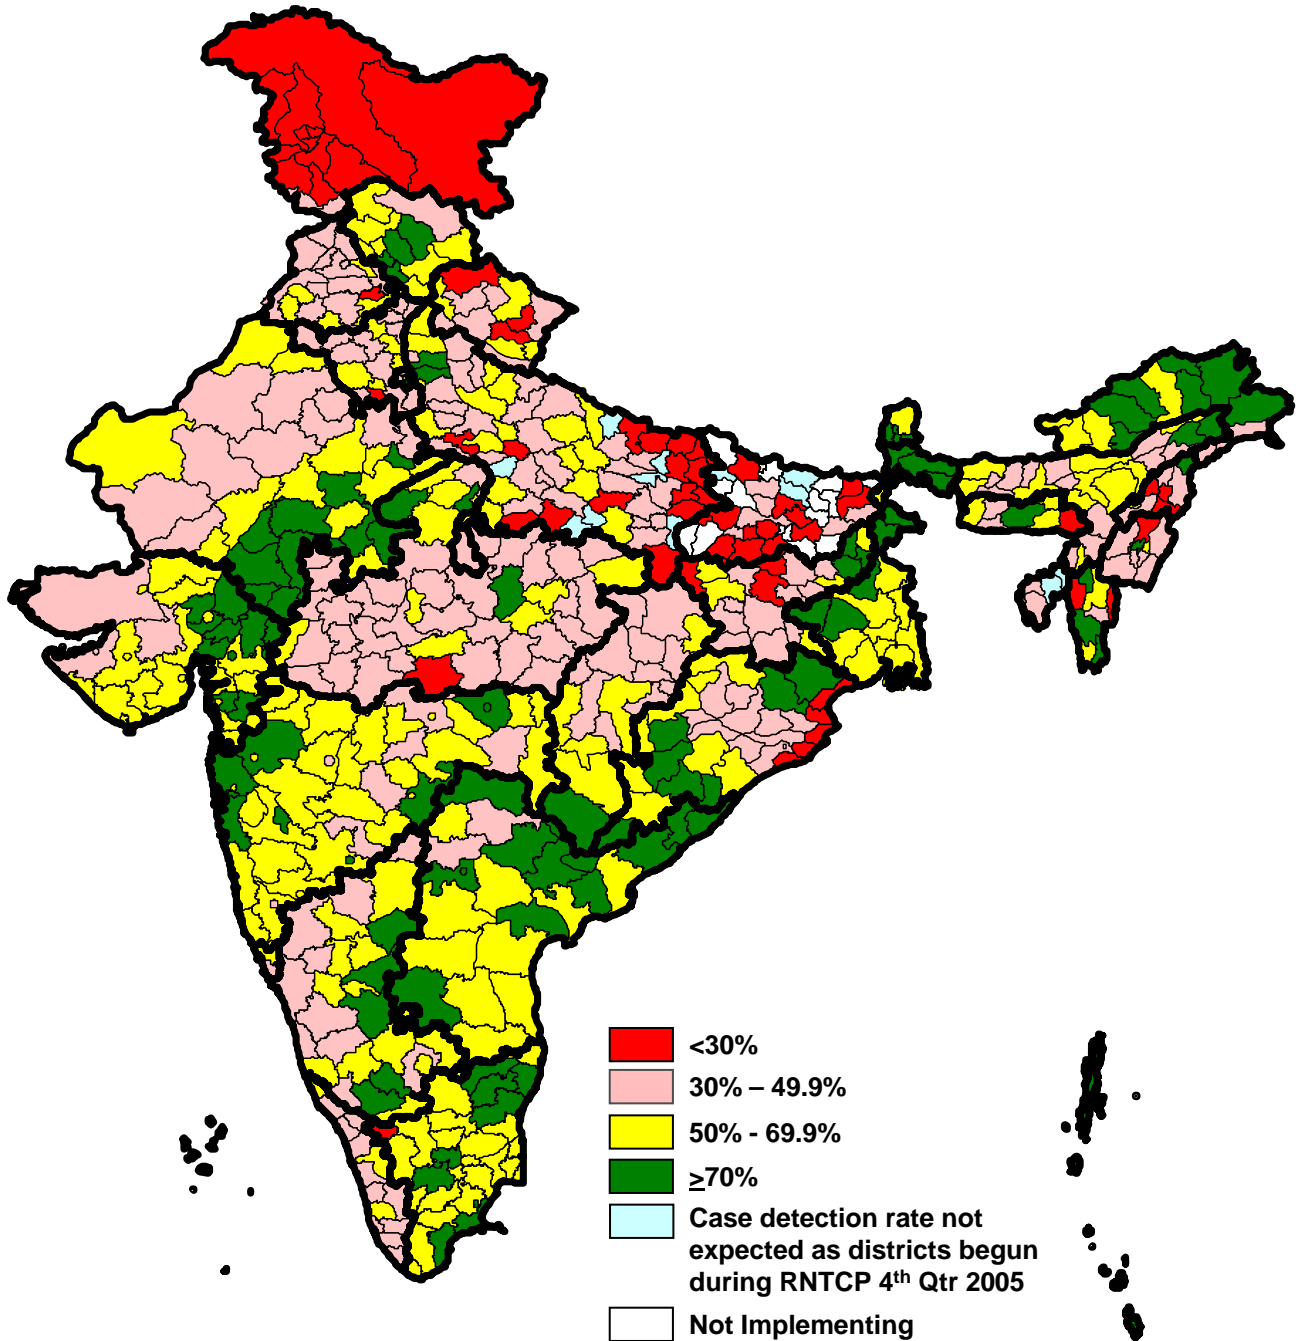 <30%
30% – 49.9%
50% - 69.9%
≥70%
Case detection rate not
expected as districts begun
during RNTCP 4th Qtr 2005
Not Implementing